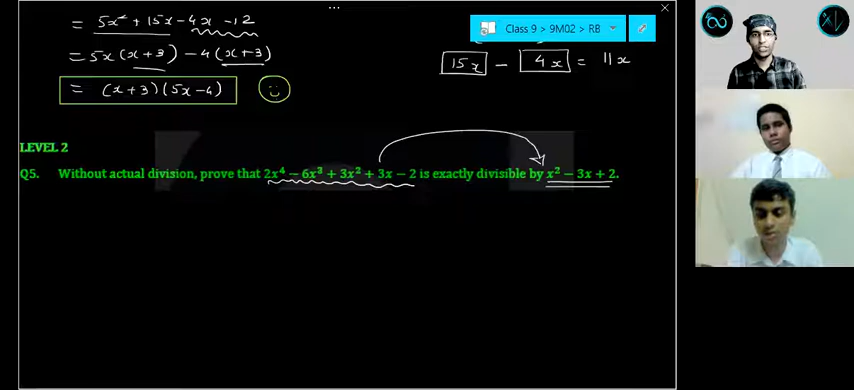 = 5x² + 15x - 4x - 12
= 5x (x+3) - 4 (x+3)
= (x+3) (5x-4)
Class 9 > 9M02 > RB
15x - 4x = 11x
LEVEL 2
Q5. Without actual division, prove that 2x⁴ − 6x³ + 3x² + 3x − 2 is exactly divisible by x² − 3x + 2.